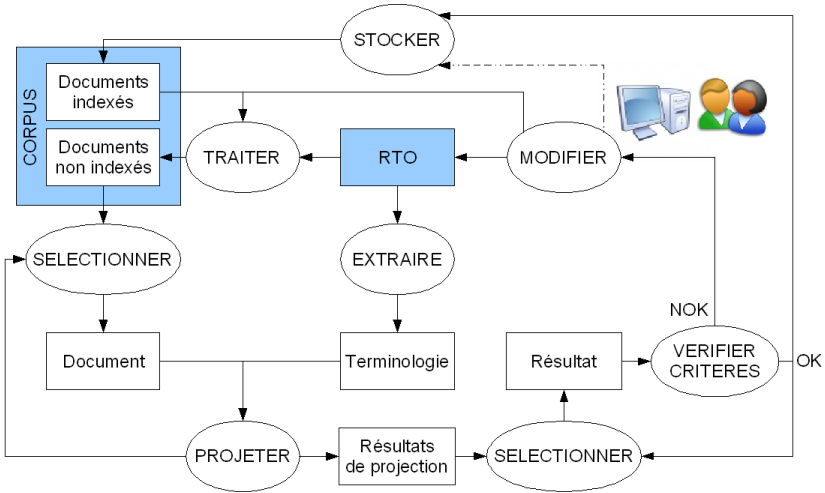 STOCKER
CORPUS
Documents
indexés
Documents
non indexés
TRAITER
RTO
MODIFIER
SELECTIONNER
EXTRAIRE
NOK
Document
Terminologie
Résultat
VERIFIER
CRITERES
OK
PROJETER
Résultats
de projection
SELECTIONNER